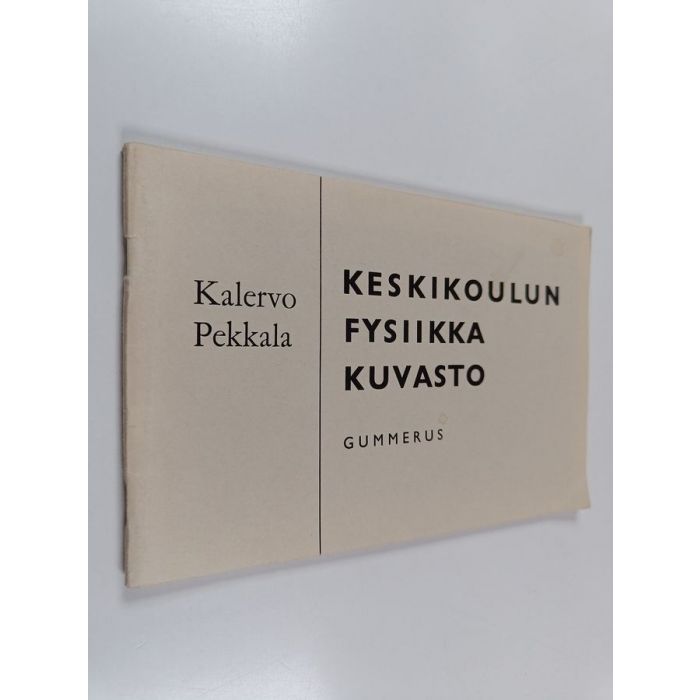 Kalervo
Pekkala
KESKIKOULUN
FYSIIKKA
KUVASTO
GUMMERUS